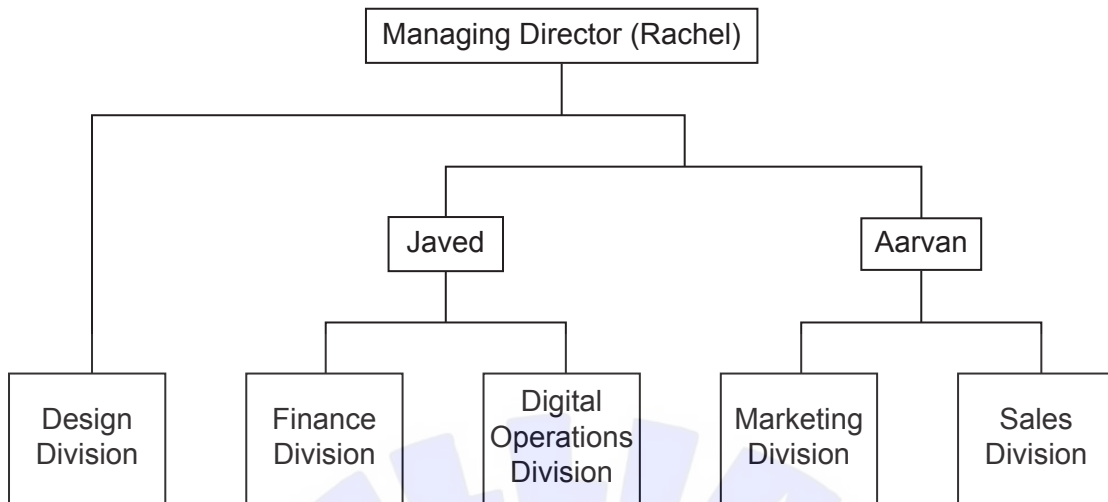 Managing Director (Rachel)
Javed
Aarvan
Design
Division
Finance
Division
Digital
Operations
Division
Marketing
Division
Sales
Division